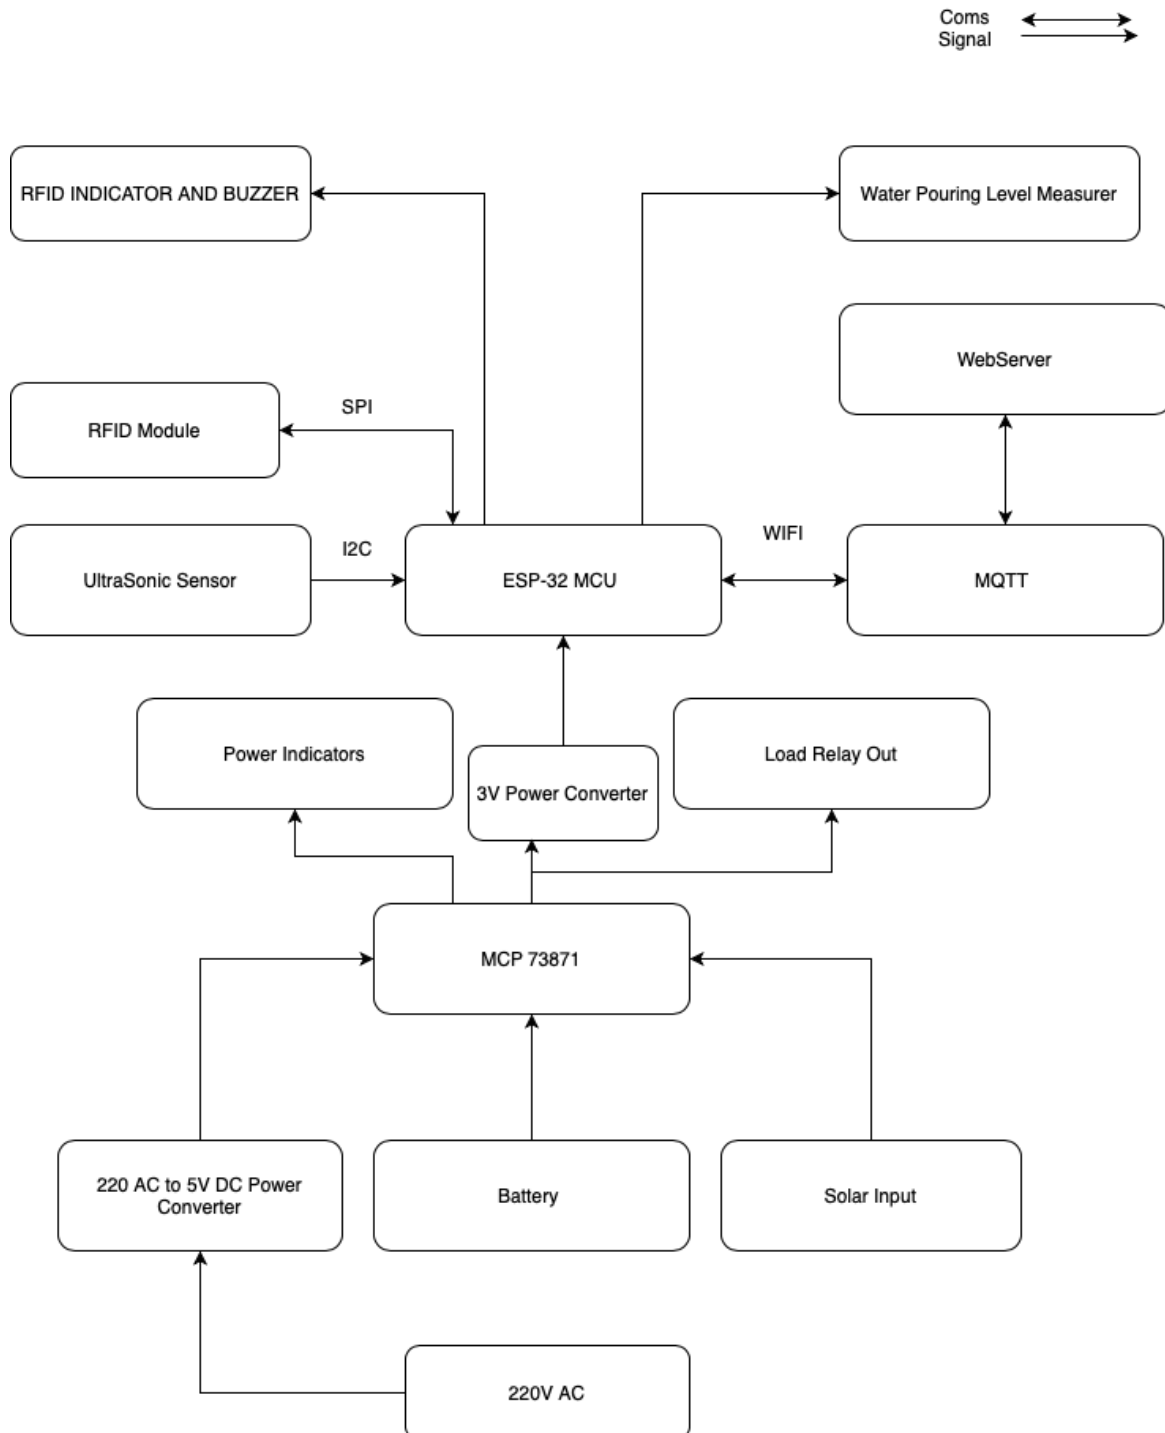 Coms
Signal
RFID INDICATOR AND BUZZER
Water Pouring Level Measurer
WebServer
RFID Module
SPI
UltraSonic Sensor
I2C
ESP-32 MCU
WIFI
MQTT
Power Indicators
3V Power Converter
Load Relay Out
MCP 73871
220 AC to 5V DC Power
Converter
Battery
Solar Input
220V AC